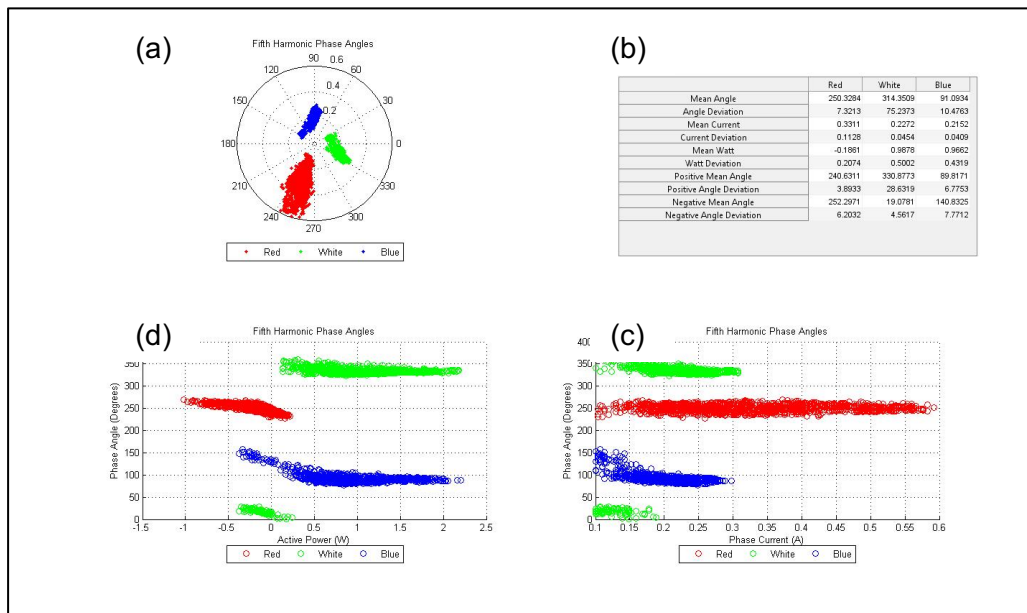 (a)
Fifth Harmonic Phase Angles
90
0.6
120
60
0.4
150
30
0.2
180
0
210
330
240
300
270
Red White Blue
(b)
Red White Blue
Mean Angle 250.3284 314.3509 91.0934
Angle Deviation 7.3213 75.2373 10.4763
Mean Current 0.3311 0.2272 0.2152
Current Deviation 0.1128 0.0454 0.0409
Mean Watt -0.1861 0.9878 0.9662
Watt Deviation 0.2074 0.5002 0.4319
Positive Mean Angle 240.6311 330.8773 89.8171
Positive Angle Deviation 3.8933 28.6319 6.7753
Negative Mean Angle 252.2971 19.0781 140.8325
Negative Angle Deviation 6.2032 4.5617 7.7712
(d)
Fifth Harmonic Phase Angles
350
300
250
200
150
100
50
0
Phase Angle (Degrees)
-1.5 -1 -0.5 0 0.5 1 1.5 2 2.5
Active Power (W)
Red White Blue
(c)
Fifth Harmonic Phase Angles
350
300
250
200
150
100
50
0
Phase Angle (Degrees)
0.1 0.15 0.2 0.25 0.3 0.35 0.4 0.45 0.5 0.55 0.6
Phase Current (A)
Red White Blue